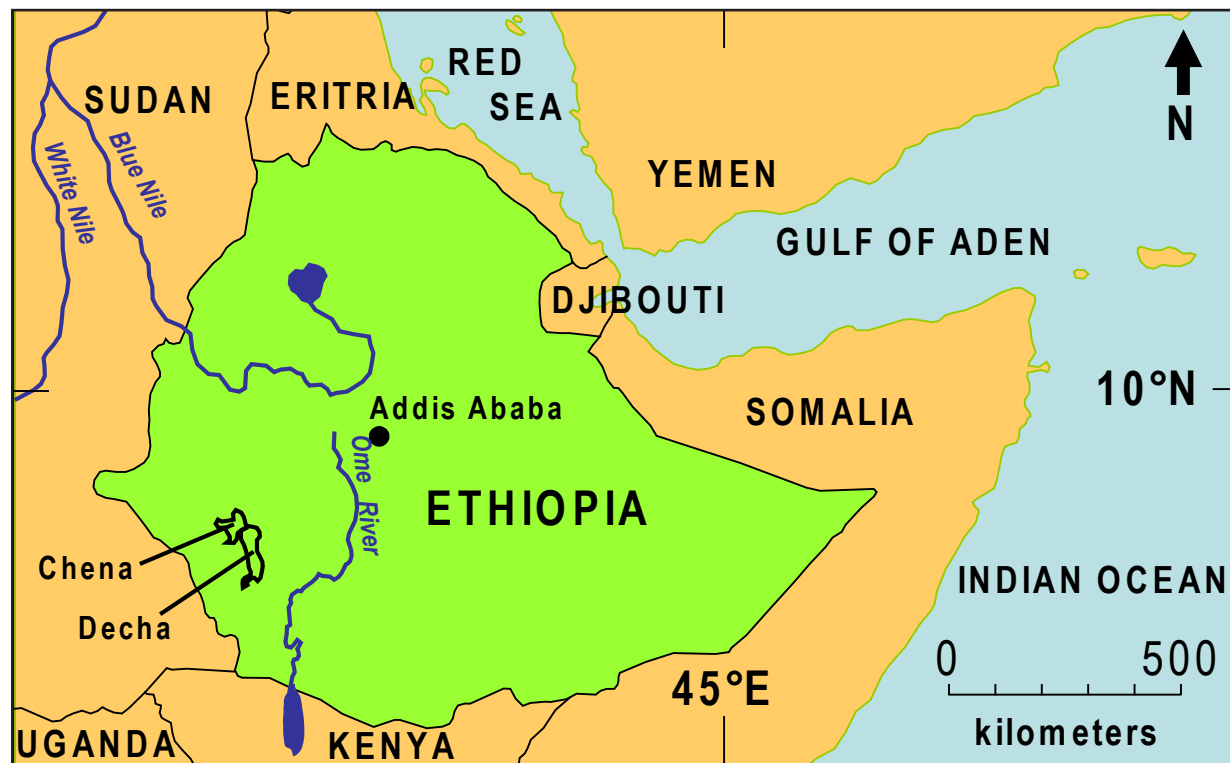 RED
SEA
SUDAN
ERITRIA
N
White Nile
Blue Nile
YEMEN
GULF OF ADEN
DJIBOUTI
10°N
Addis Ababa
SOMALIA
Ome River
ETHIOPIA
Chena
INDIAN OCEAN
Decha
0 500
45°E
kilometers
UGANDA
KENYA